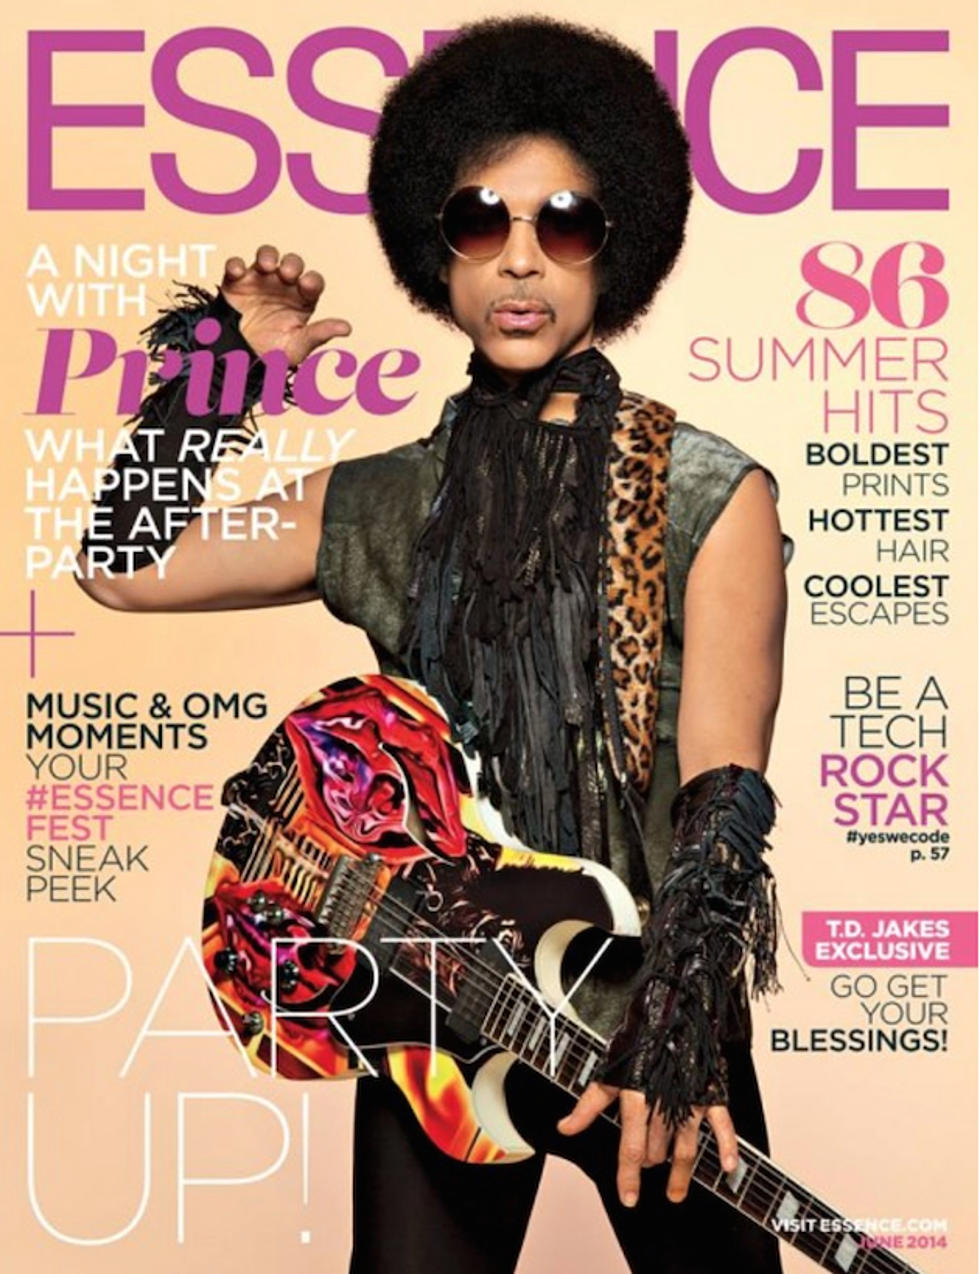 ESSENCE
A NIGHT
WITH
Prince
WHAT REALLY
HAPPENS AT
THE AFTER-
PARTY
+
MUSIC & OMG
MOMENTS
YOUR
#ESSENCE
FEST
SNEAK
PEEK
PARTY
UP!
86
SUMMER
HITS
BOLDEST
PRINTS
HOTTEST
HAIR
COOLEST
ESCAPES
BE A
TECH
ROCK
STAR
#yeswecode
p. 57
T.D. JAKES
EXCLUSIVE
GO GET
YOUR
BLESSINGS!
VISIT ESSENCE.COM
JUNE 2014